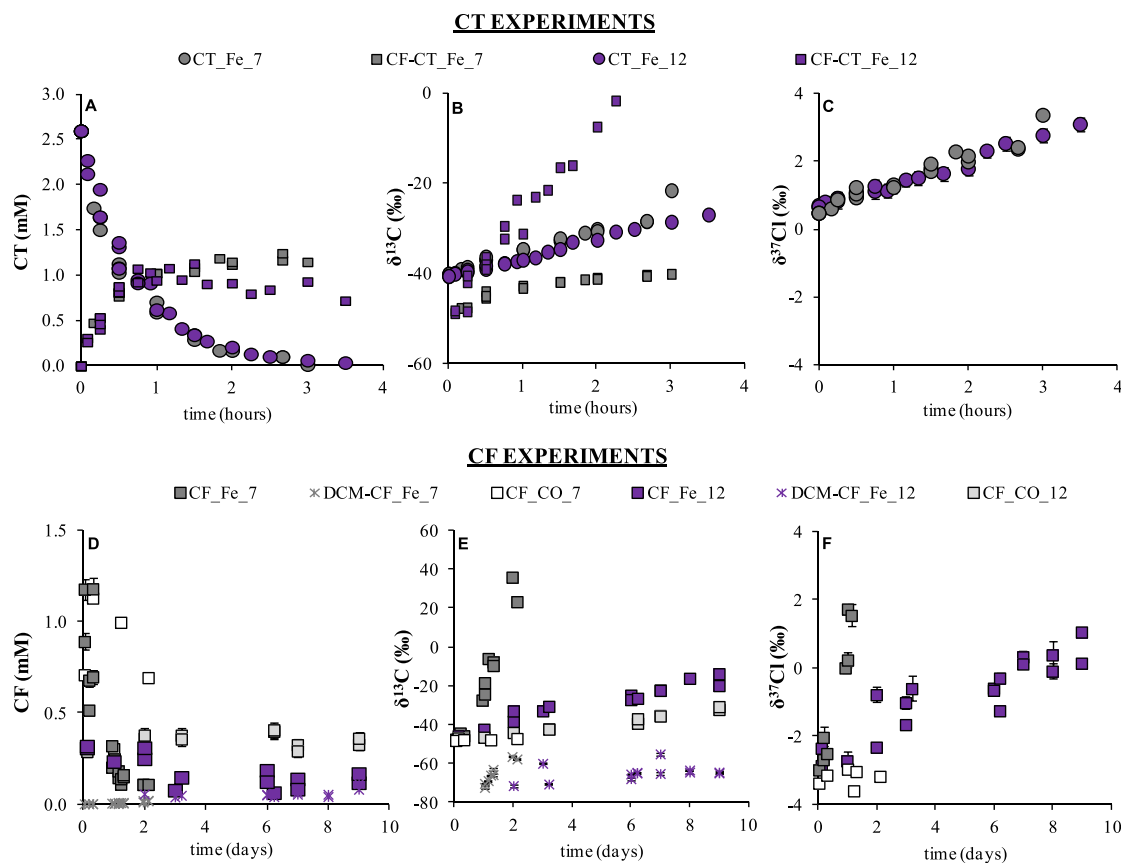 CT EXPERIMENTS
CT_Fe_7 CF-CT_Fe_7 CT_Fe_12 CF-CT_Fe_12
A
CT (mM)
3.0
2.5
2.0
1.5
1.0
0.5
0.0
0 1 2 3 4
time (hours)
B
δ¹³C (‰)
0
-20
-40
-60
0 1 2 3 4
time (hours)
C
δ³⁷Cl (‰)
4
2
0
-2
-4
0 1 2 3 4
time (hours)
CF EXPERIMENTS
CF_Fe_7 DCM-CF_Fe_7 CF_CO_7 CF_Fe_12 DCM-CF_Fe_12 CF_CO_12
D
CF (mM)
1.5
1.0
0.5
0.0
0 2 4 6 8 10
time (days)
E
δ¹³C (‰)
60
40
20
0
-20
-40
-60
-80
0 2 4 6 8 10
time (days)
F
δ³⁷Cl (‰)
4
2
0
-2
-4
0 2 4 6 8 10
time (days)